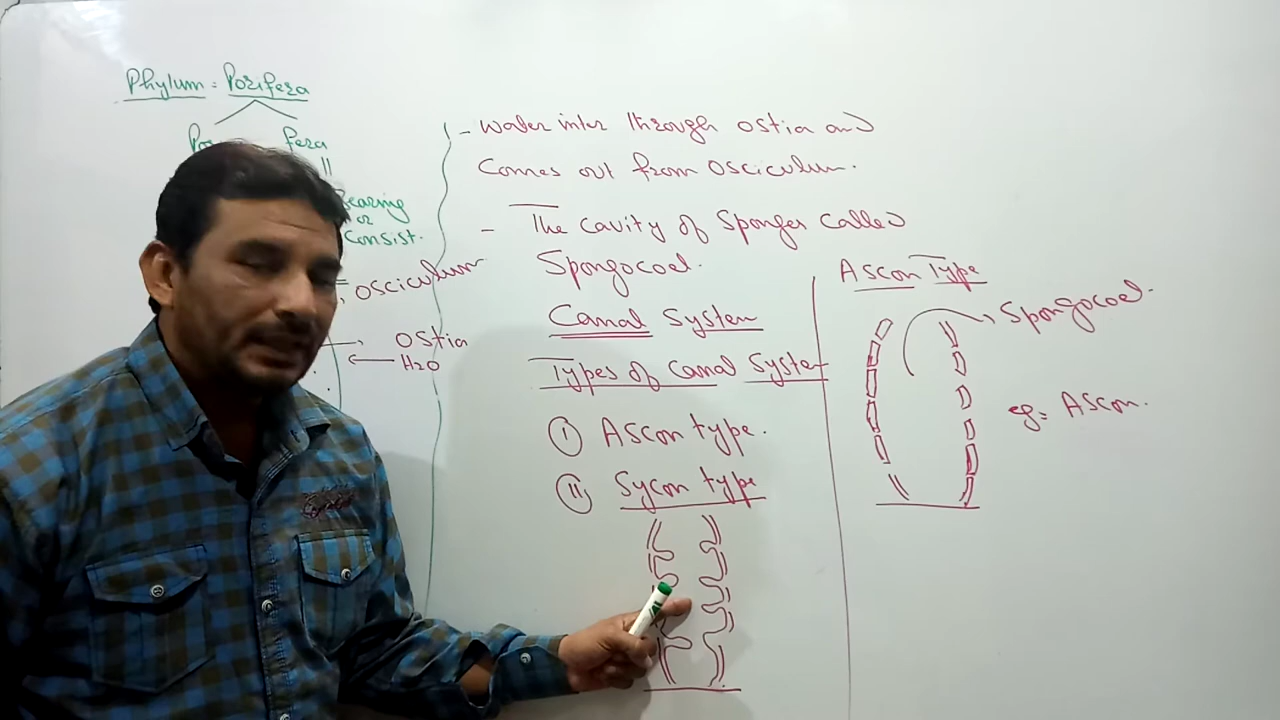 Phylum = Porifera
Por fera
Bearing
or
Consist.
Osciculum
Ostia
H2O
- Water inter through ostia and
Comes out from Osciculum.
- The cavity of Sponges called
Spongocoel.
Canal System
Types of Canal System
I Ascon type.
II Sycon type
Ascon Type
Spongocoel.
eg= Ascon.